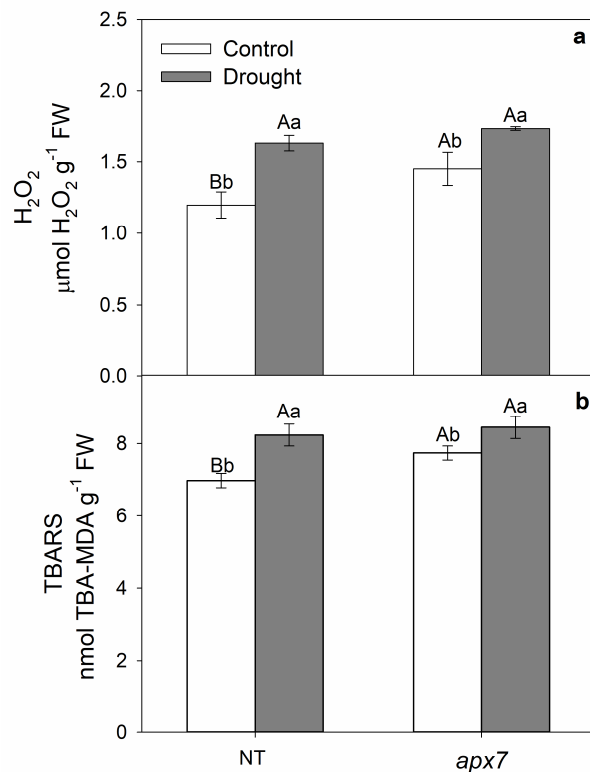 a
Control
Drought
2.5
2.0
1.5
1.0
0.5
0.0
H₂O₂
μmol H₂O₂ g⁻¹ FW
Bb
Aa
Ab
Aa
b
8
6
4
2
0
TBARS
nmol TBA-MDA g⁻¹ FW
Bb
Aa
Ab
Aa
NT
apx7